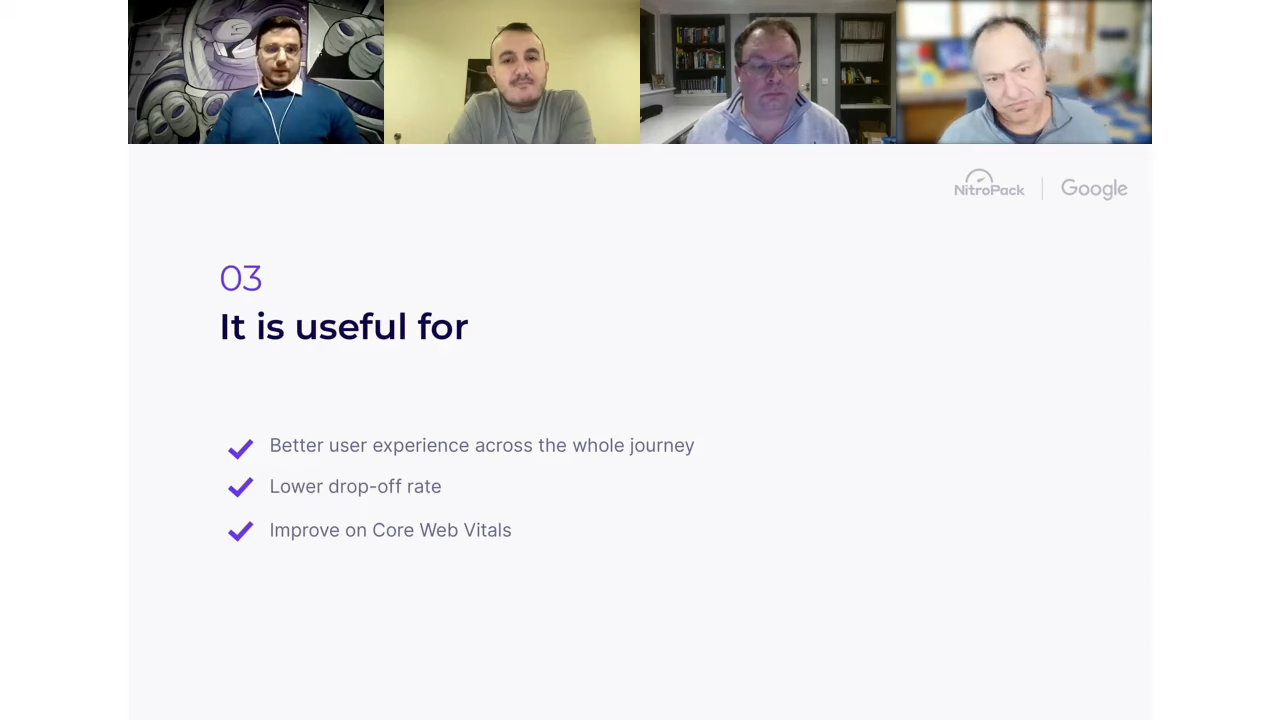 NitroPack
Google
03
It is useful for
Better user experience across the whole journey
Lower drop-off rate
Improve on Core Web Vitals